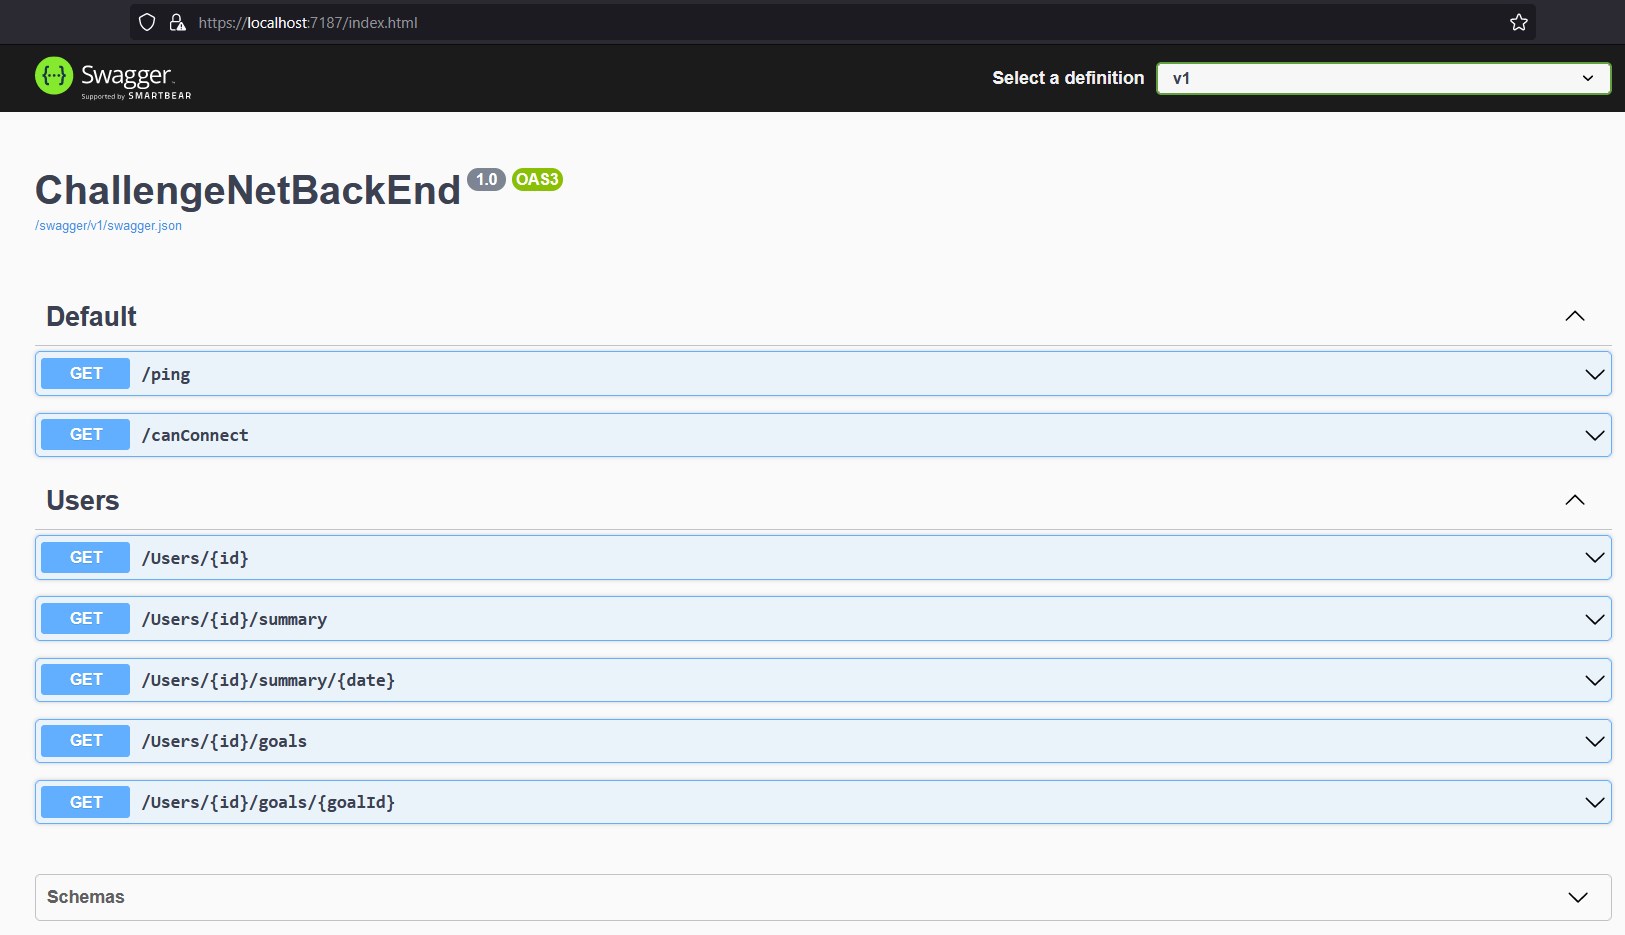 https://localhost:7187/index.html
{...} Swagger
Supported by SMARTBEAR
Select a definition v1
ChallengeNetBackEnd 1.0 OAS3
/swagger/v1/swagger.json
Default
GET /ping
GET /canConnect
Users
GET /Users/{id}
GET /Users/{id}/summary
GET /Users/{id}/summary/{date}
GET /Users/{id}/goals
GET /Users/{id}/goals/{goalId}
Schemas